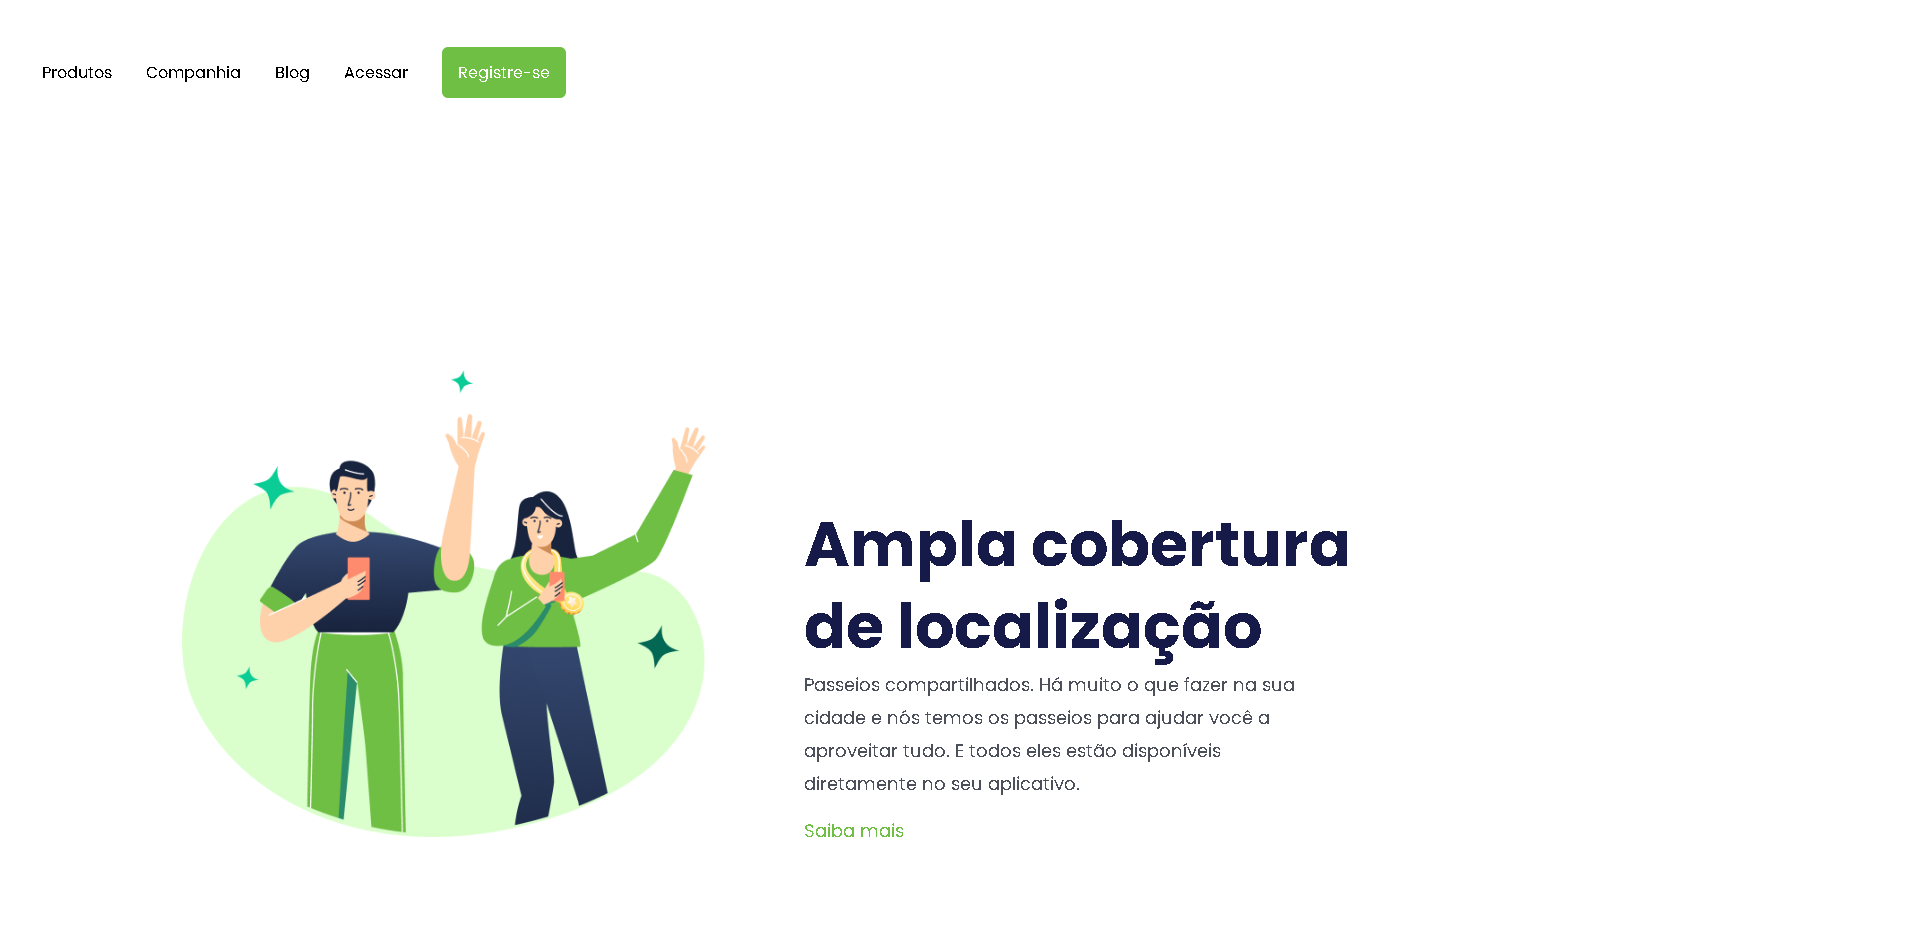 Produtos
Companhia
Blog
Acessar
Registre-se
Ampla cobertura
de localização
Passeios compartilhados. Há muito o que fazer na sua
cidade e nós temos os passeios para ajudar você a
aproveitar tudo. E todos eles estão disponíveis
diretamente no seu aplicativo.
Saiba mais